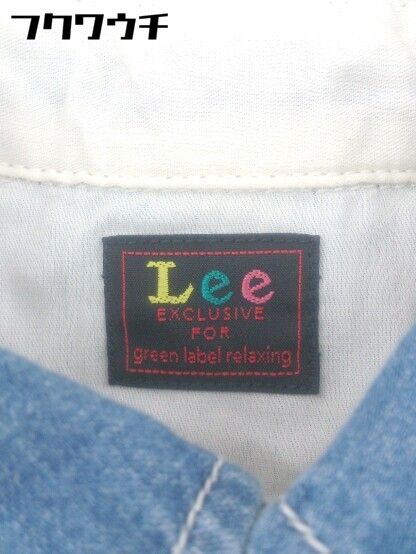 フクワウチ
Lee
EXCLUSIVE
FOR
green label relaxing